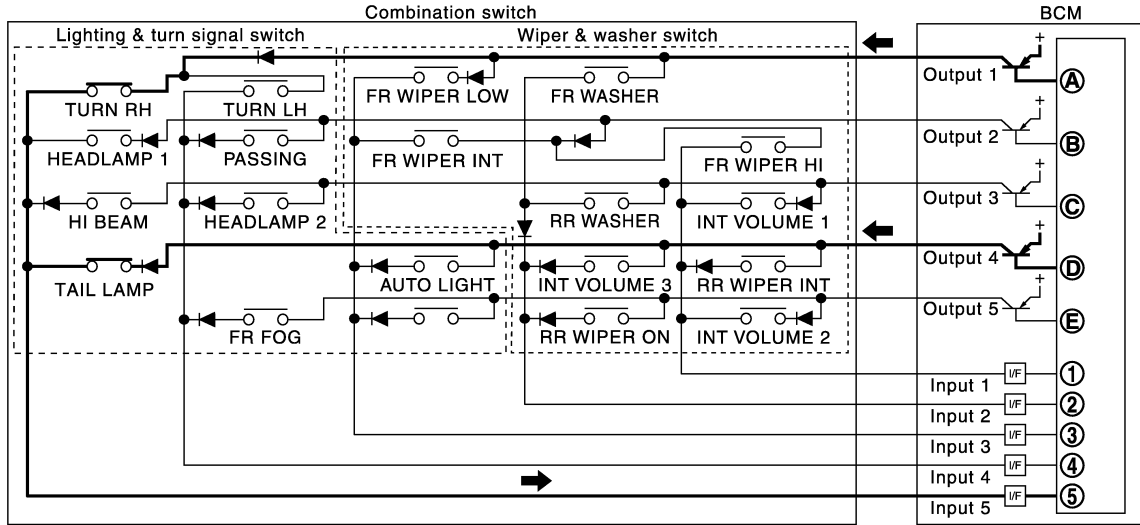 Combination switch
BCM
Lighting & turn signal switch
Wiper & washer switch
+
Output 1
A
TURN RH
TURN LH
FR WIPER LOW
FR WASHER
+
Output 2
B
HEADLAMP 1
PASSING
FR WIPER INT
FR WIPER HI
+
Output 3
C
HI BEAM
HEADLAMP 2
RR WASHER
INT VOLUME 1
+
Output 4
D
TAIL LAMP
AUTO LIGHT
INT VOLUME 3
RR WIPER INT
+
Output 5
E
FR FOG
RR WIPER ON
INT VOLUME 2
Input 1
I/F
1
Input 2
I/F
2
Input 3
I/F
3
Input 4
I/F
4
Input 5
I/F
5